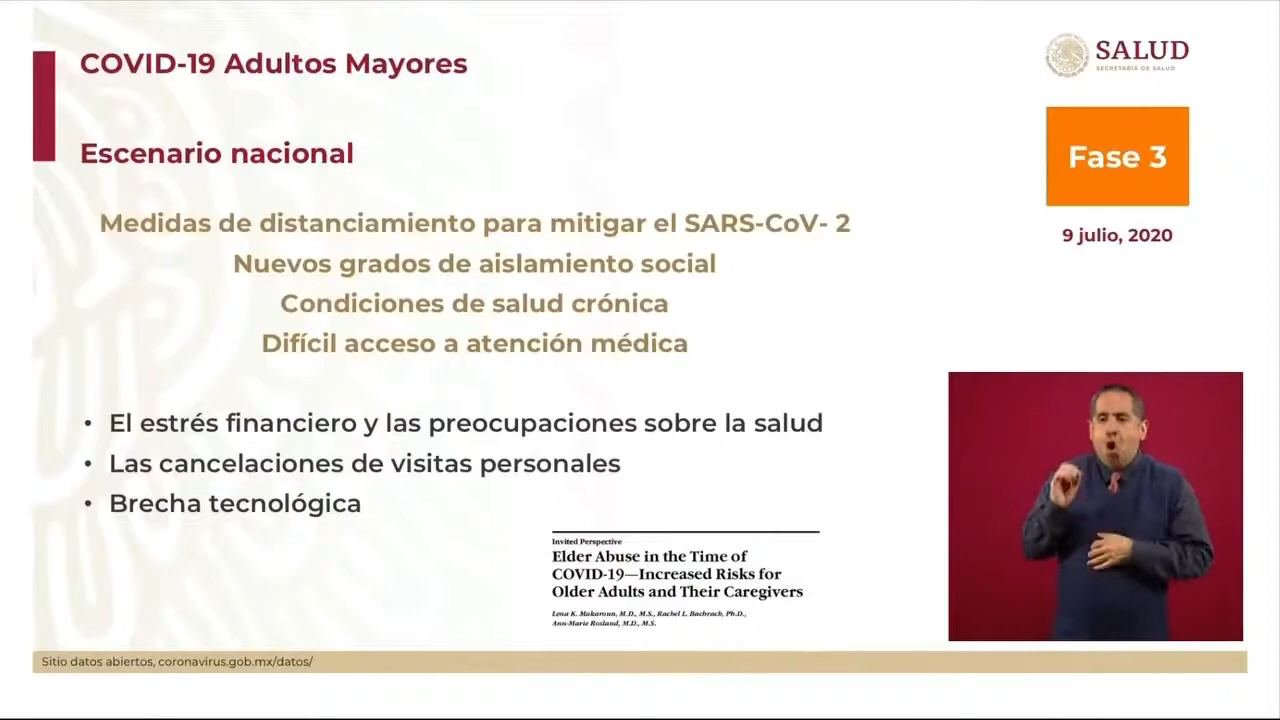 COVID-19 Adultos Mayores
SALUD
SECRETARÍA DE SALUD
Escenario nacional
Fase 3
9 julio, 2020
Medidas de distanciamiento para mitigar el SARS-CoV- 2
Nuevos grados de aislamiento social
Condiciones de salud crónica
Difícil acceso a atención médica
• El estrés financiero y las preocupaciones sobre la salud
• Las cancelaciones de visitas personales
• Brecha tecnológica
Invited Perspective
Elder Abuse in the Time of
COVID-19—Increased Risks for
Older Adults and Their Caregivers
Lena K. Makaroun, M.D., M.S., Rachel L. Bachrach, Ph.D.,
Ann-Marie Rosland, M.D., M.S.
Sitio datos abiertos, coronavirus.gob.mx/datos/